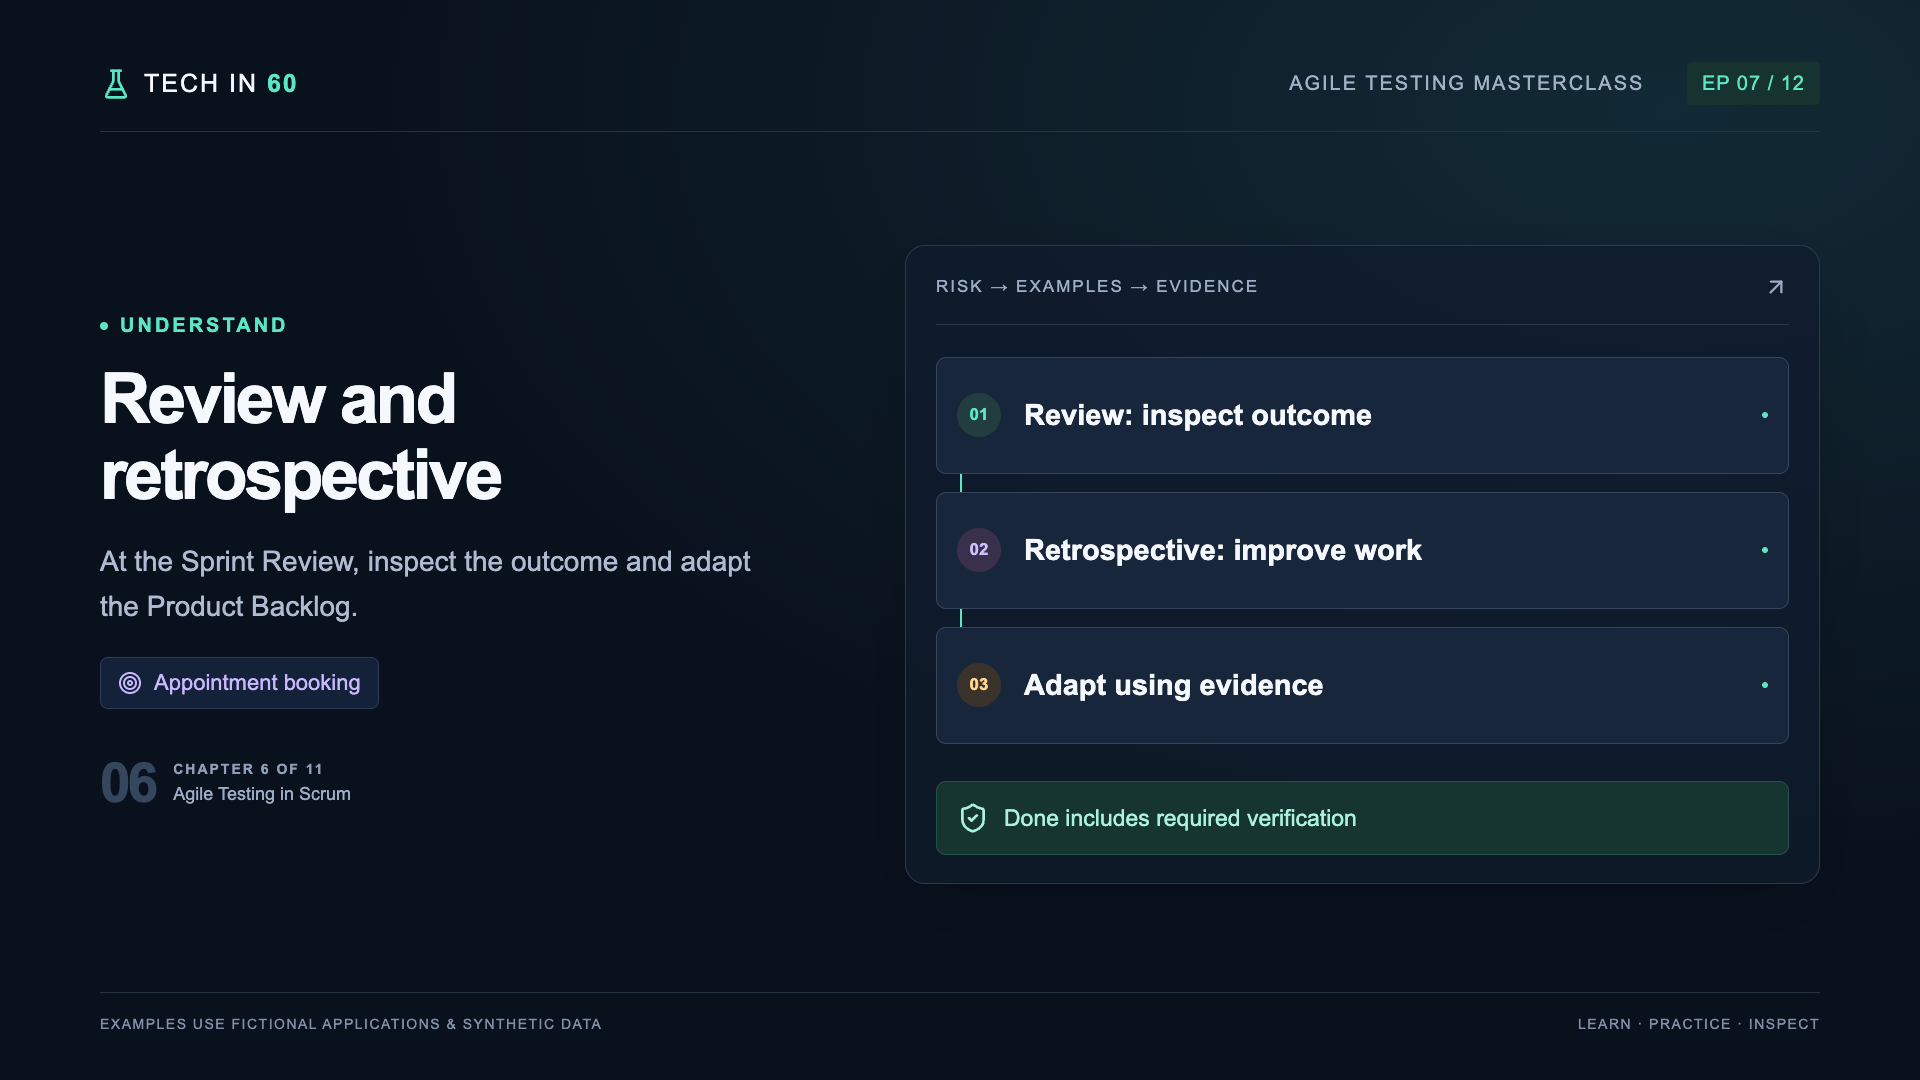 TECH IN 60
AGILE TESTING MASTERCLASS
EP 07 / 12
UNDERSTAND
Review and
retrospective
At the Sprint Review, inspect the outcome and adapt
the Product Backlog.
Appointment booking
06
CHAPTER 6 OF 11
Agile Testing in Scrum
RISK → EXAMPLES → EVIDENCE
01 Review: inspect outcome
02 Retrospective: improve work
03 Adapt using evidence
Done includes required verification
EXAMPLES USE FICTIONAL APPLICATIONS & SYNTHETIC DATA
LEARN · PRACTICE · INSPECT